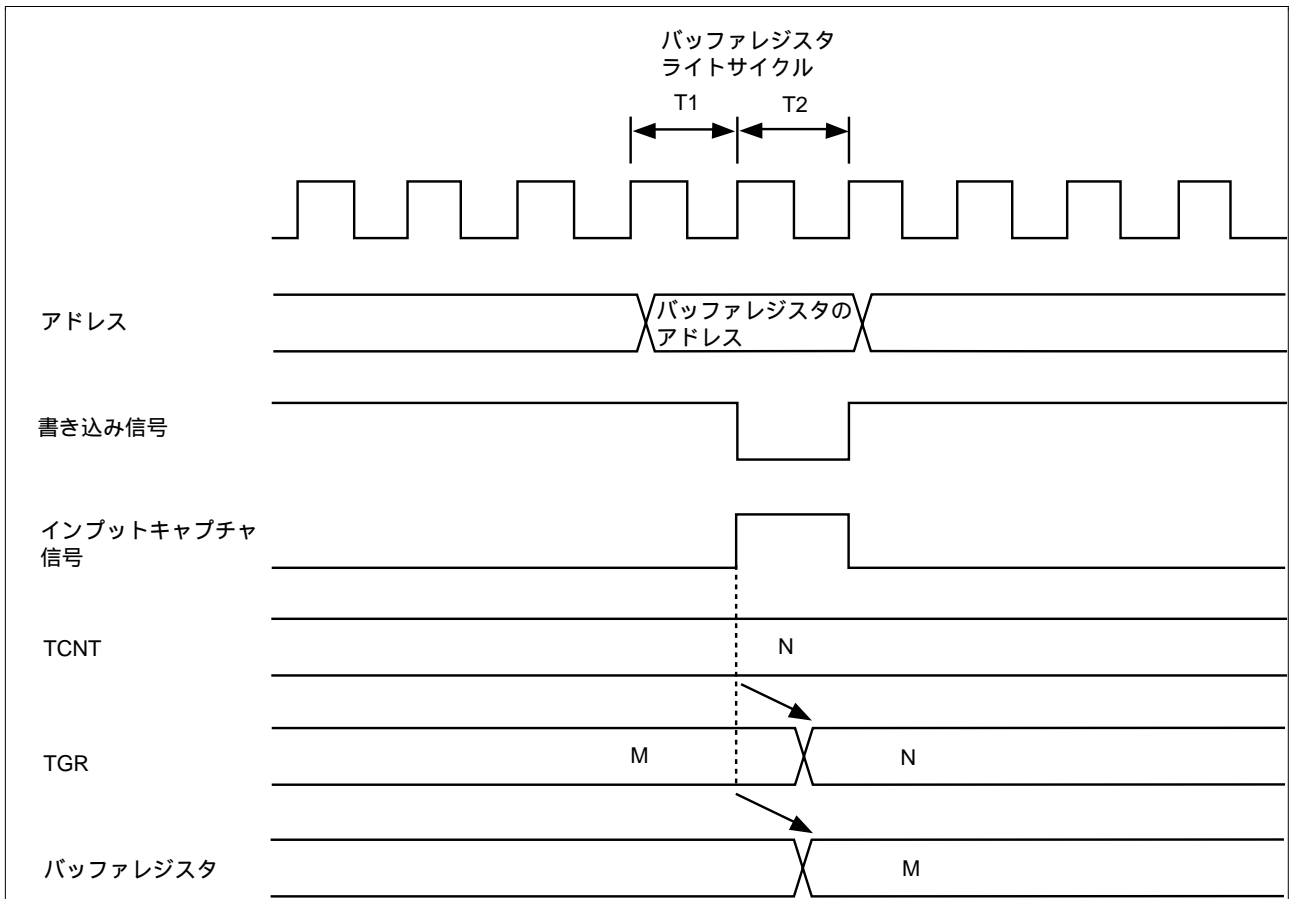 バッファレジスタ
ライトサイクル
T1
T2
アドレス
バッファレジスタの
アドレス
書き込み信号
インプットキャプチャ
信号
TCNT
N
TGR
M
N
バッファレジスタ
M